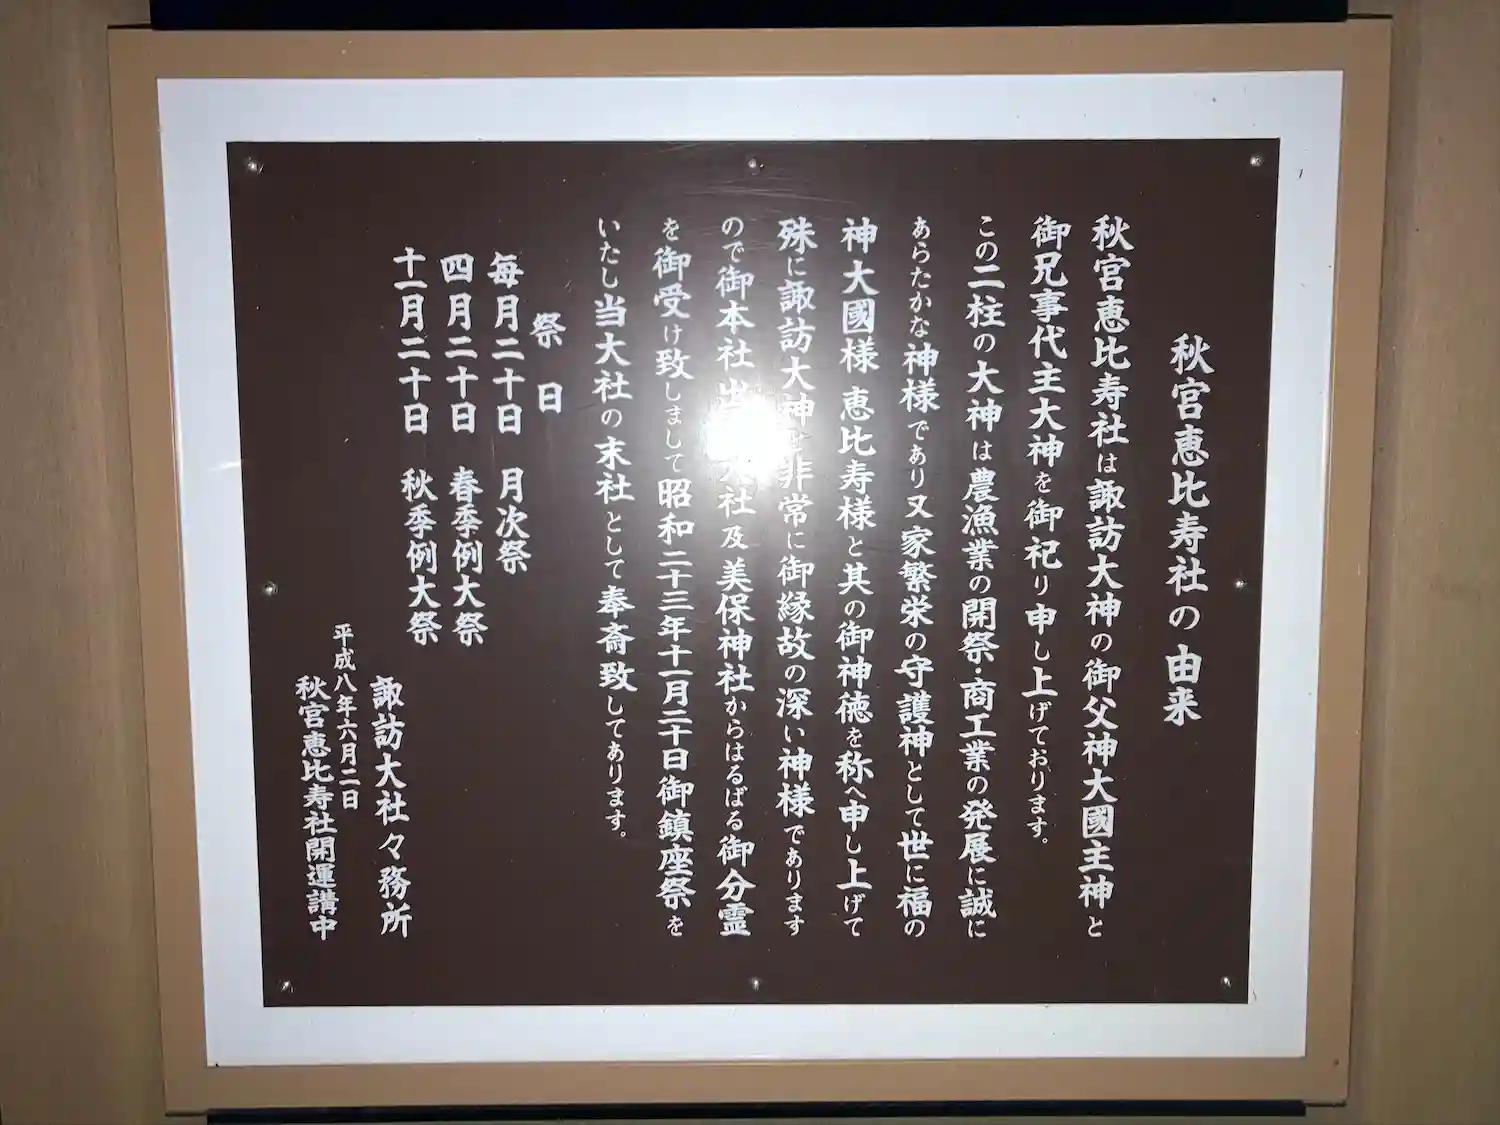 秋宮恵比寿社の由来
秋宮恵比寿社は諏訪大神の御父神大國主神と
御兄事代主大神を御祀り申し上げております。
この二柱の大神は農漁業の開祭・商工業の発展に誠に
あらたかな神様であり又家繁栄の守護神として世に福の
神大國様恵比寿様と其の御神徳を称へ申し上げて
殊に諏訪大神は非常に御縁故の深い神様であります
ので御本社出 大社及美保神社からはるばる御分霊
を御受け致しまして昭和二十三年十一月二十日御鎮座祭を
いたし当大社の末社として奉斎致してあります。
祭日
毎月二十日 月次祭
四月二十日 春季例大祭
十一月二十日 秋季例大祭
諏訪大社々務所
平成八年六月二日
秋宮恵比寿社開運講中